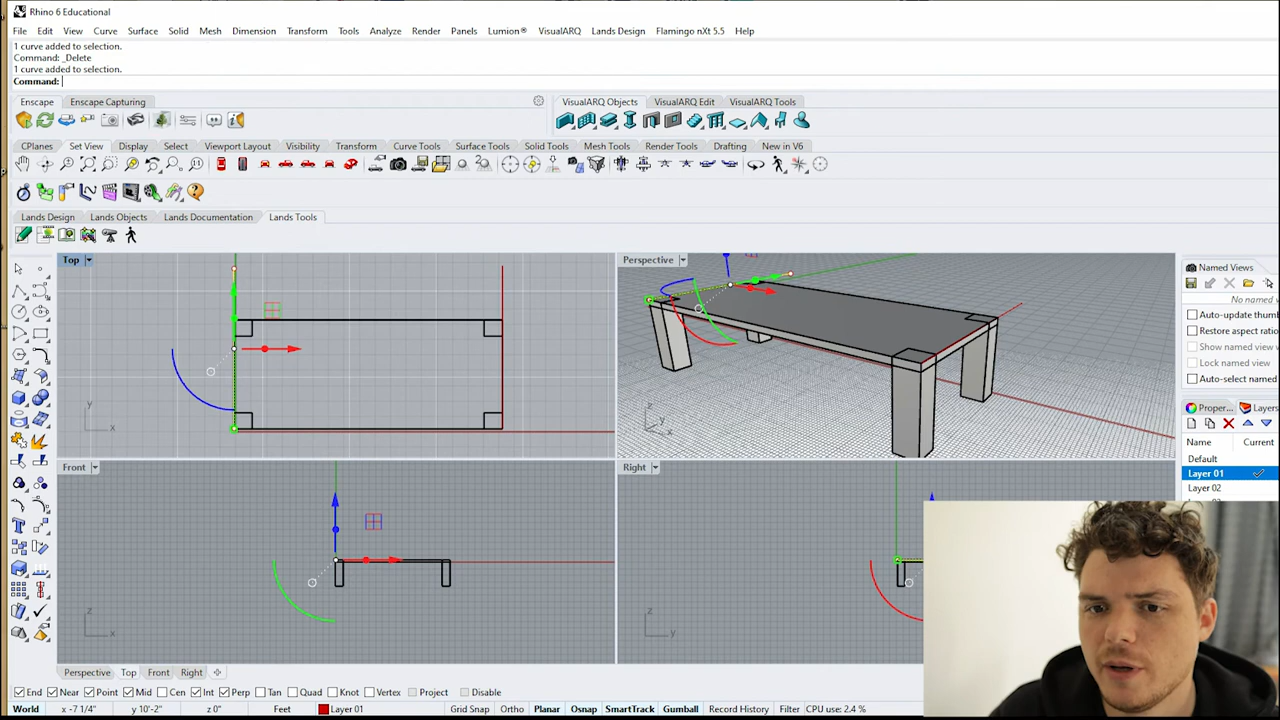 Rhino 6 Educational
File Edit View Curve Surface Solid Mesh Dimension Transform Tools Analyze Render Panels Lumion® VisualARQ Lands Design Flamingo nXt 5.5 Help
1 curve added to selection.
Command: _Delete
1 curve added to selection.
Command:
Enscape Enscape Capturing VisualARQ Objects VisualARQ Edit VisualARQ Tools
CPlanes Set View Display Select Viewport Layout Visibility Transform Curve Tools Surface Tools Solid Tools Mesh Tools Render Tools Drafting New in V6
Lands Design Lands Objects Lands Documentation Lands Tools
Top
Perspective
Named Views
No named v
Auto-update thum
Restore aspect ratio
Show named view
Lock named view
Auto-select named
y
x
z
y
x
Proper... Layers
Name Current
Default
Layer 01
Layer 02
Front
Right
z
x
z
y
Perspective Top Front Right
End Near Point Mid Cen Int Perp Tan Quad Knot Vertex Project Disable
World x -7 1/4" y 10'-2" z 0" Feet Layer 01 Grid Snap Ortho Planar Osnap SmartTrack Gumball Record History Filter CPU use: 2.4 %